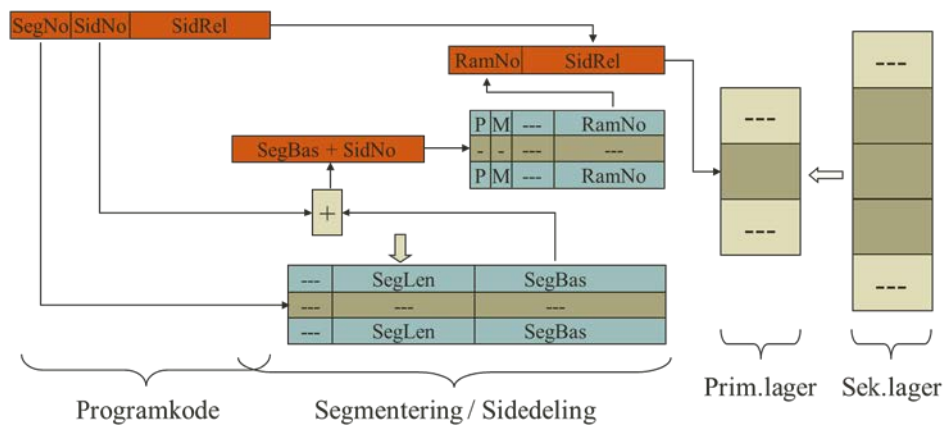 SegNo SidNo SidRel
RamNo SidRel
P M --- RamNo
- - --- ---
P M --- RamNo
SegBas + SidNo
+
--- SegLen SegBas
--- --- ---
--- SegLen SegBas
---
---
---
---
Programkode
Segmentering / Sidedeling
Prim.lager
Sek.lager